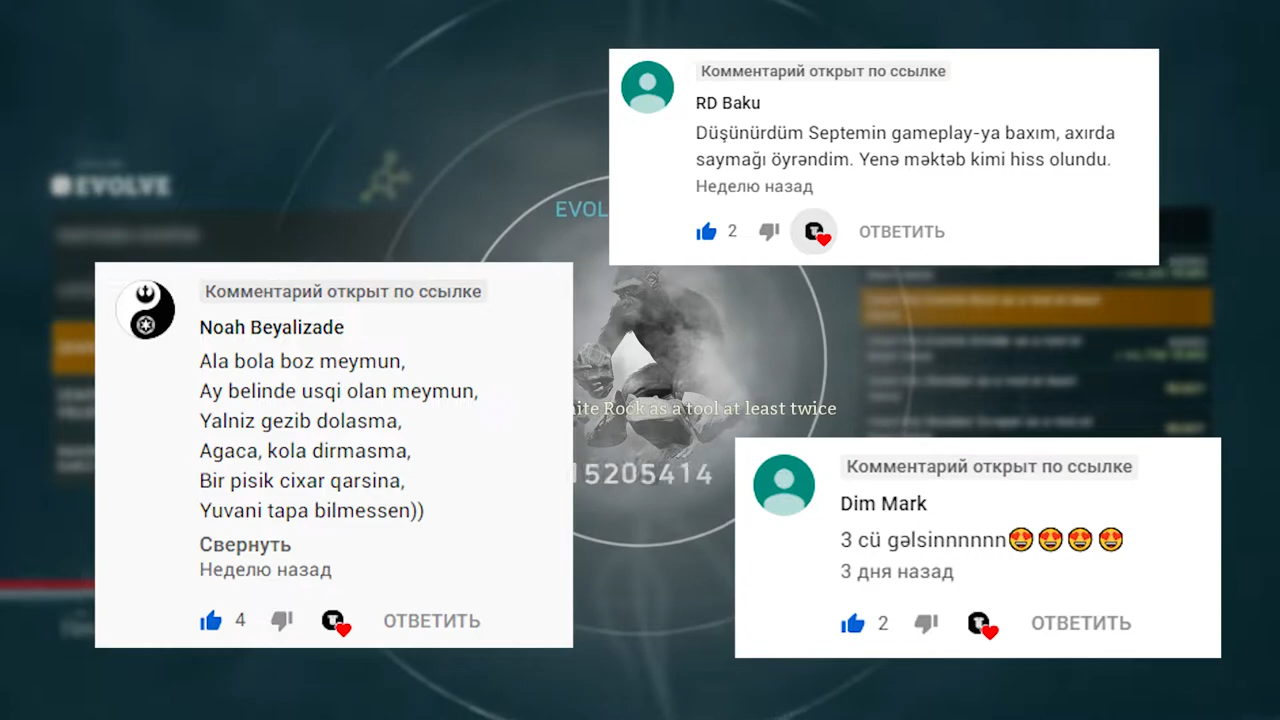 Комментарий открыт по ссылке
RD Baku
Düşünürdüm Septemin gameplay-ya baxım, axırda
saymağı öyrəndim. Yenə məktəb kimi hiss olundu.
Неделю назад
2
ОТВЕТИТЬ
EVOLVE
EVOL
Комментарий открыт по ссылке
Noah Beyalizade
Ala bola boz meymun,
Ay belinde usqi olan meymun,
Yalniz gezib dolasma,
Agaca, kola dirmasma,
Bir pisik cixar qarsina,
Yuvani tapa bilmessen))
Свернуть
Неделю назад
4
ОТВЕТИТЬ
Rock as a tool at least twice
15205414
Комментарий открыт по ссылке
Dim Mark
3 cü gəlsinnnnnn😍😍😍😍
3 дня назад
2
ОТВЕТИТЬ